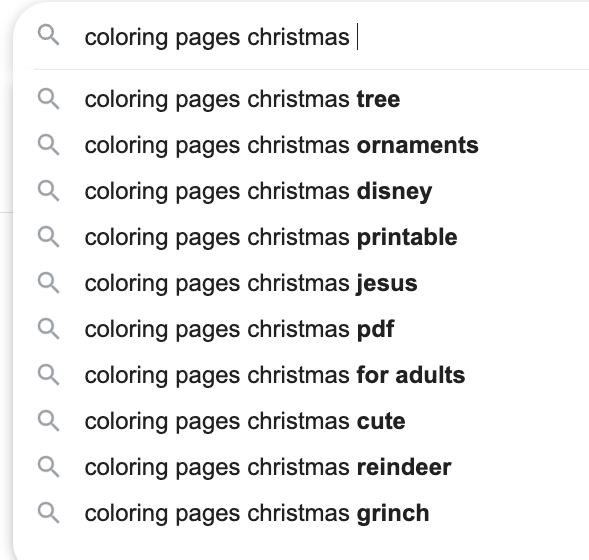 coloring pages christmas
coloring pages christmas tree
coloring pages christmas ornaments
coloring pages christmas disney
coloring pages christmas printable
coloring pages christmas jesus
coloring pages christmas pdf
coloring pages christmas for adults
coloring pages christmas cute
coloring pages christmas reindeer
coloring pages christmas grinch